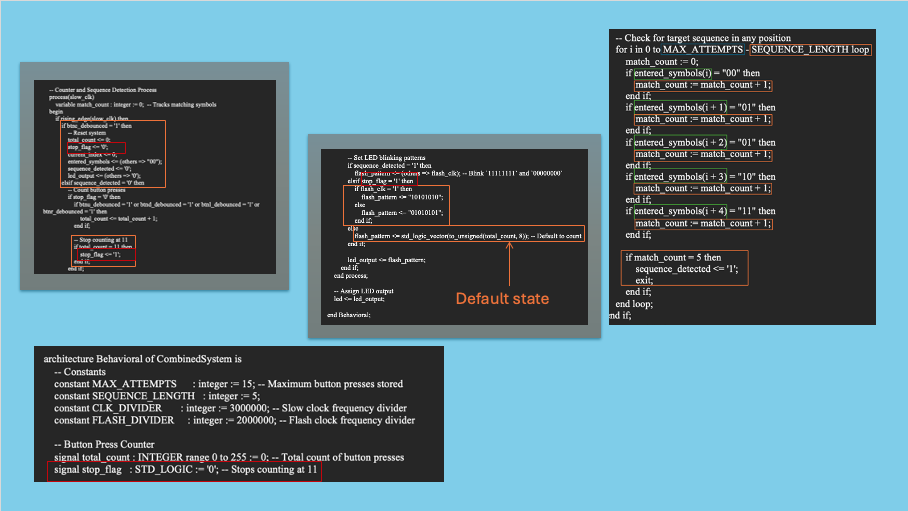 -- Counter and Sequence Detection Process
process(slow_clk)
variable match_count : integer := 0; -- Tracks matching symbols
begin
if rising_edge(slow_clk) then
if btnc_debounced = '1' then
-- Reset system
total_count <= 0;
stop_flag <= '0';
current_index <= 0;
entered_symbols <= (others => "00");
sequence_detected <= '0';
led_output <= (others => '0');
elsif sequence_detected = '0' then
-- Count button presses
if stop_flag = '0' then
if btnu_debounced = '1' or btnd_debounced = '1' or btnl_debounced = '1' or
btnr_debounced = '1' then
total_count <= total_count + 1;
end if;
-- Stop counting at 11
if total_count = 11 then
stop_flag <= '1';
end if;
end if;
-- Set LED blinking patterns
if sequence_detected = '1' then
flash_pattern <= (others => flash_clk); -- Blink '11111111' and '00000000'
elsif stop_flag = '1' then
if flash_clk = '1' then
flash_pattern <= "10101010";
else
flash_pattern <= "01010101";
end if;
else
flash_pattern <= std_logic_vector(to_unsigned(total_count, 8)); -- Default to count
end if;
led_output <= flash_pattern;
end if;
end process;
-- Assign LED output
led <= led_output;
end Behavioral;
Default state
-- Check for target sequence in any position
for i in 0 to MAX_ATTEMPTS - SEQUENCE_LENGTH loop
match_count := 0;
if entered_symbols(i) = "00" then
match_count := match_count + 1;
end if;
if entered_symbols(i + 1) = "01" then
match_count := match_count + 1;
end if;
if entered_symbols(i + 2) = "01" then
match_count := match_count + 1;
end if;
if entered_symbols(i + 3) = "10" then
match_count := match_count + 1;
end if;
if entered_symbols(i + 4) = "11" then
match_count := match_count + 1;
end if;
if match_count = 5 then
sequence_detected <= '1';
exit;
end if;
end loop;
end if;
architecture Behavioral of CombinedSystem is
-- Constants
constant MAX_ATTEMPTS : integer := 15; -- Maximum button presses stored
constant SEQUENCE_LENGTH : integer := 5;
constant CLK_DIVIDER : integer := 3000000; -- Slow clock frequency divider
constant FLASH_DIVIDER : integer := 2000000; -- Flash clock frequency divider
-- Button Press Counter
signal total_count : INTEGER range 0 to 255 := 0; -- Total count of button presses
signal stop_flag : STD_LOGIC := '0'; -- Stops counting at 11